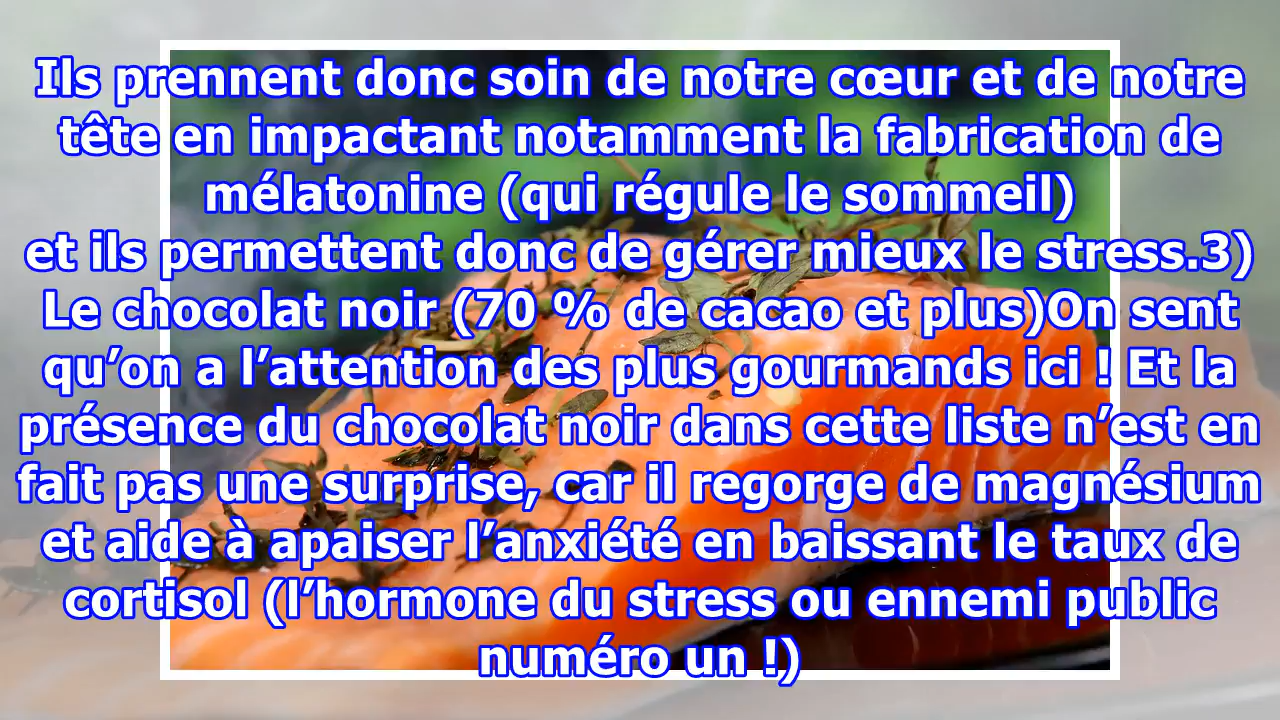 Ils prennent donc soin de notre cœur et de notre
tête en impactant notamment la fabrication de
mélatonine (qui régule le sommeil)
et ils permettent donc de gérer mieux le stress.3)
Le chocolat noir (70 % de cacao et plus)On sent
qu’on a l’attention des plus gourmands ici ! Et la
présence du chocolat noir dans cette liste n’est en
fait pas une surprise, car il regorge de magnésium
et aide à apaiser l’anxiété en baissant le taux de
cortisol (l’hormone du stress ou ennemi public
numéro un !)